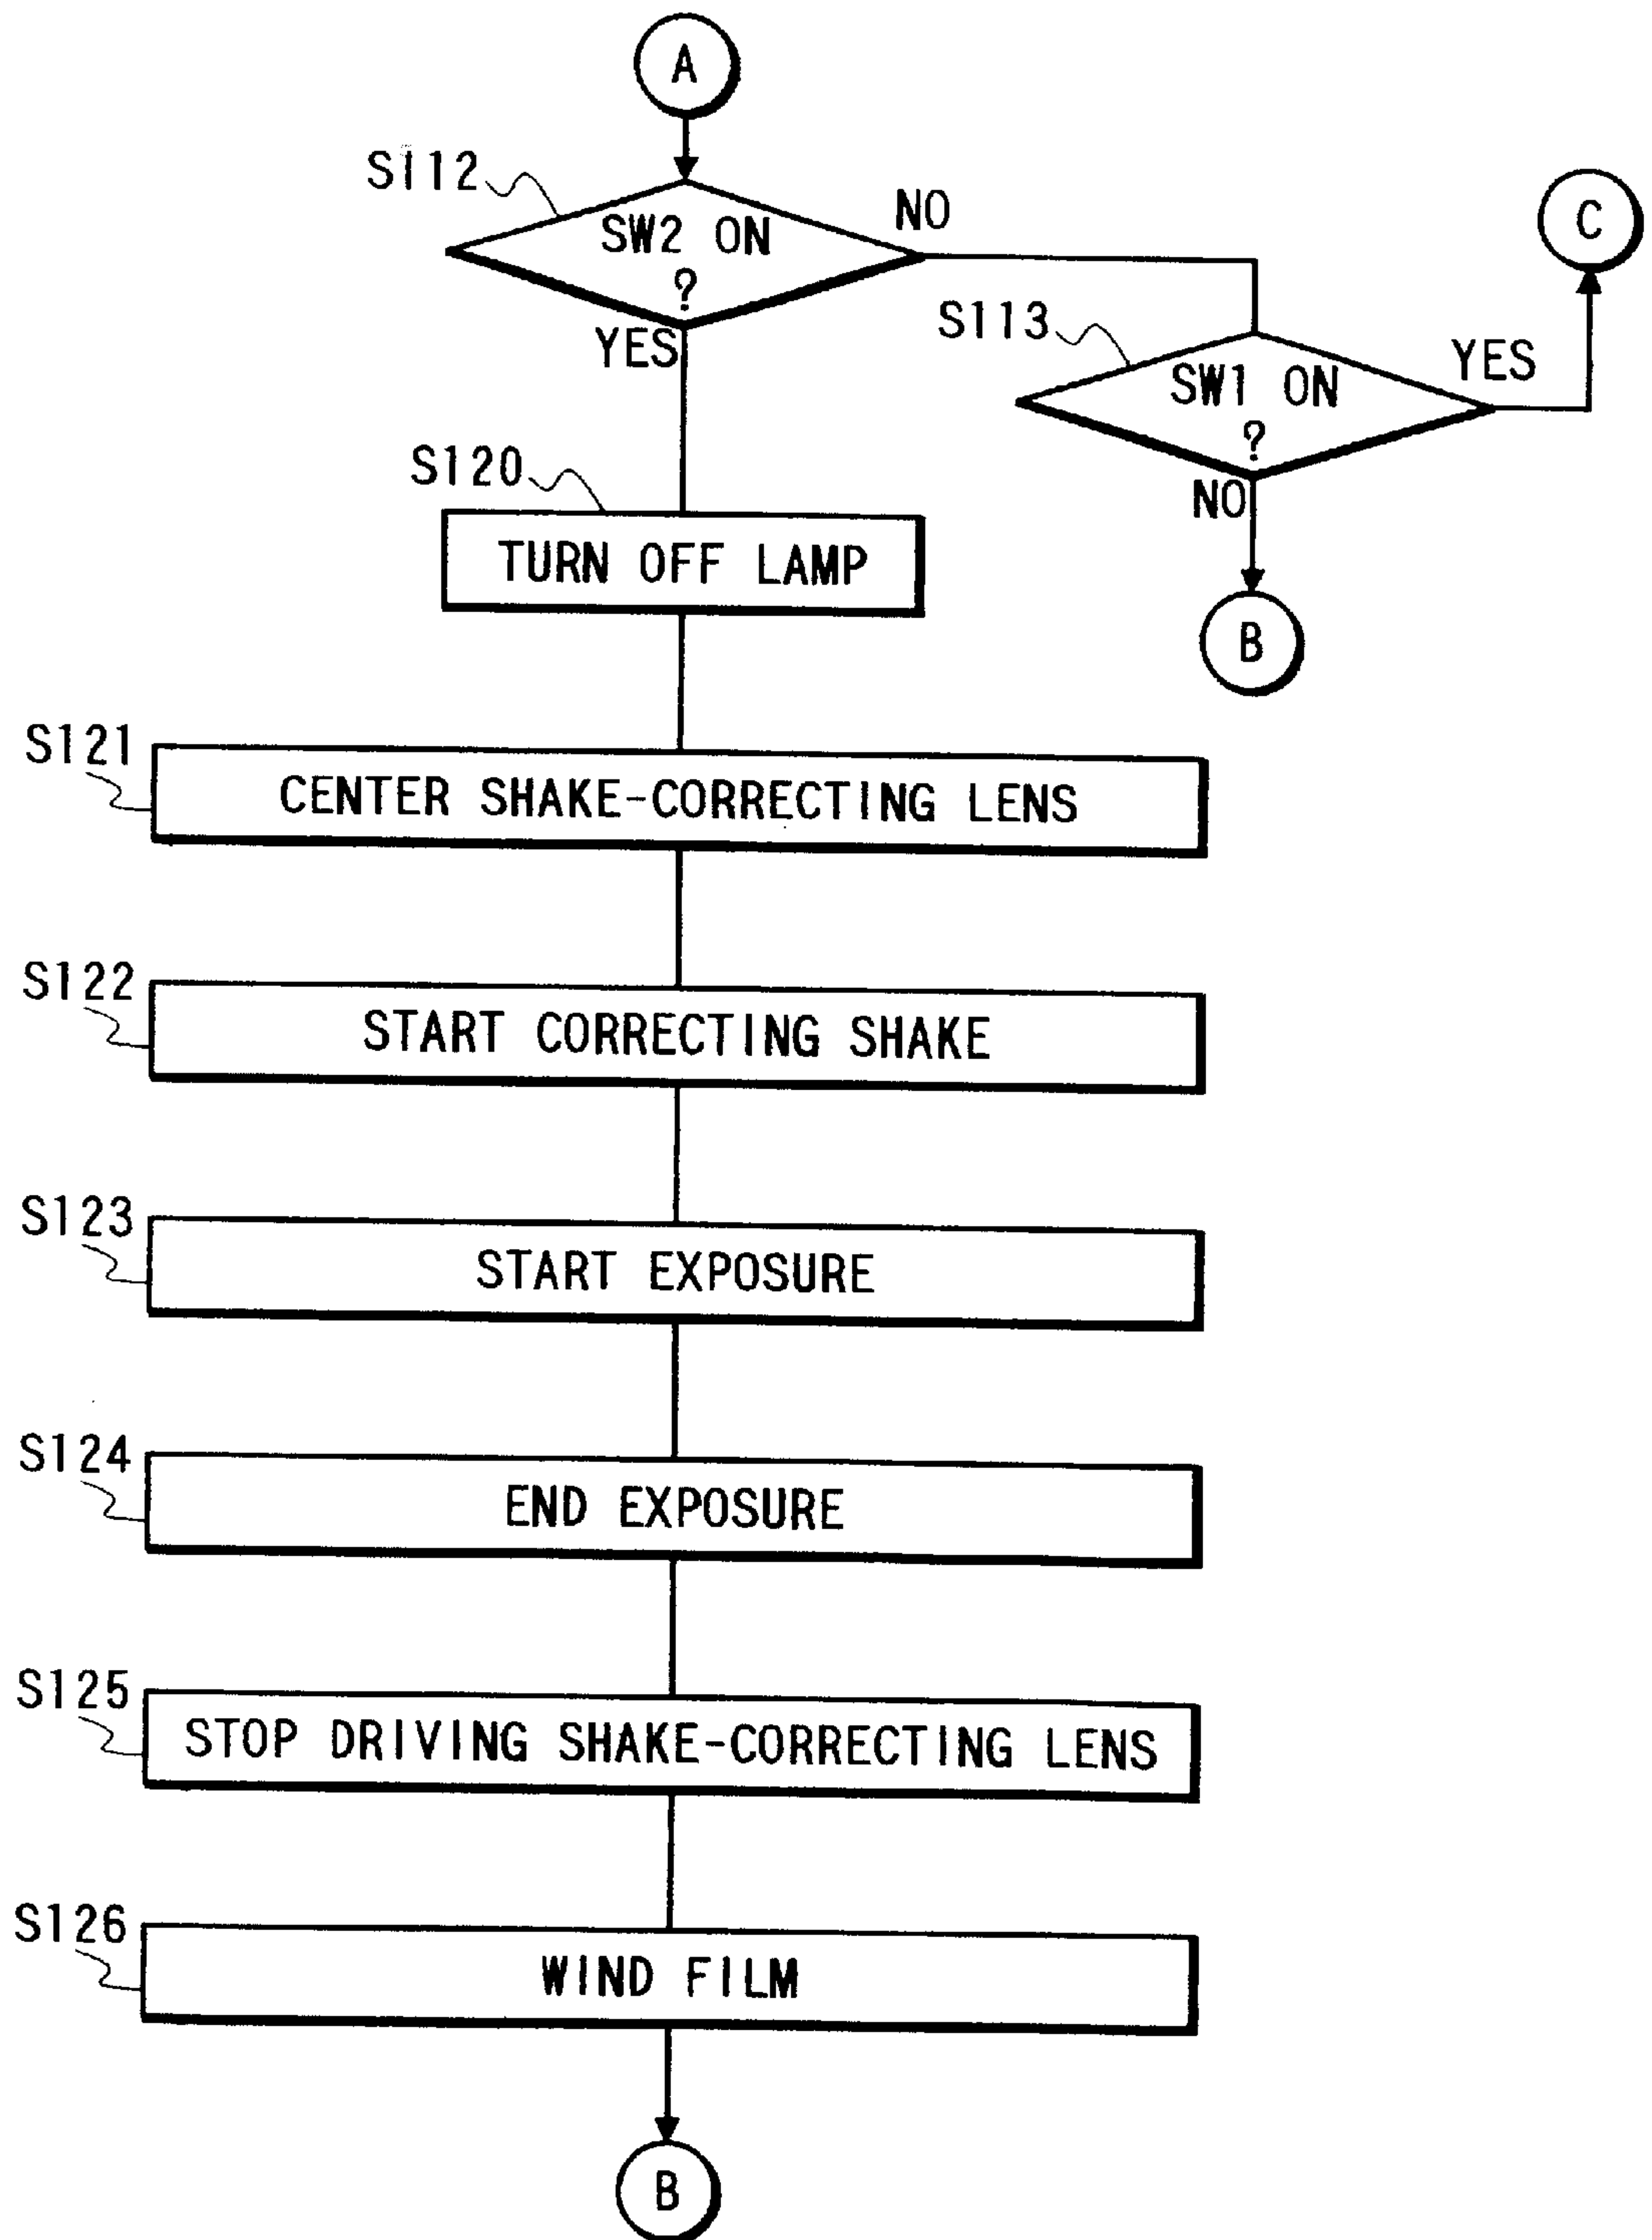 A
S112
SW2 ON
?
NO
YES
C
S113
SW1 ON
?
YES
NO
B
S120
TURN OFF LAMP
S121
CENTER SHAKE-CORRECTING LENS
S122
START CORRECTING SHAKE
S123
START EXPOSURE
S124
END EXPOSURE
S125
STOP DRIVING SHAKE-CORRECTING LENS
S126
WIND FILM
B